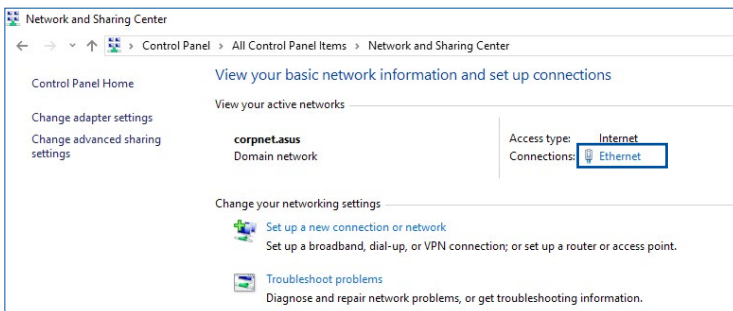 Network and Sharing Center
Control Panel > All Control Panel Items > Network and Sharing Center
Control Panel Home
Change adapter settings
Change advanced sharing
settings
View your basic network information and set up connections
View your active networks
corpnet.asus
Domain network
Access type: Internet
Connections: Ethernet
Change your networking settings
Set up a new connection or network
Set up a broadband, dial-up, or VPN connection; or set up a router or access point.
Troubleshoot problems
Diagnose and repair network problems, or get troubleshooting information.